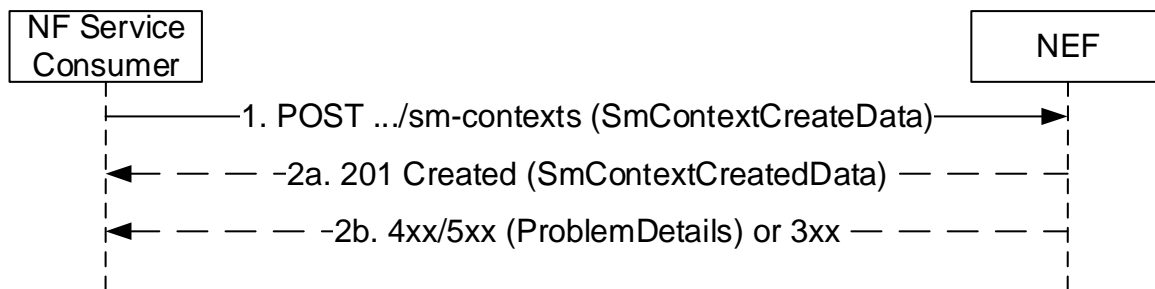 NF Service
Consumer
NEF
1. POST .../sm-contexts (SmContextCreateData)
2a. 201 Created (SmContextCreatedData)
2b. 4xx/5xx (ProblemDetails) or 3xx